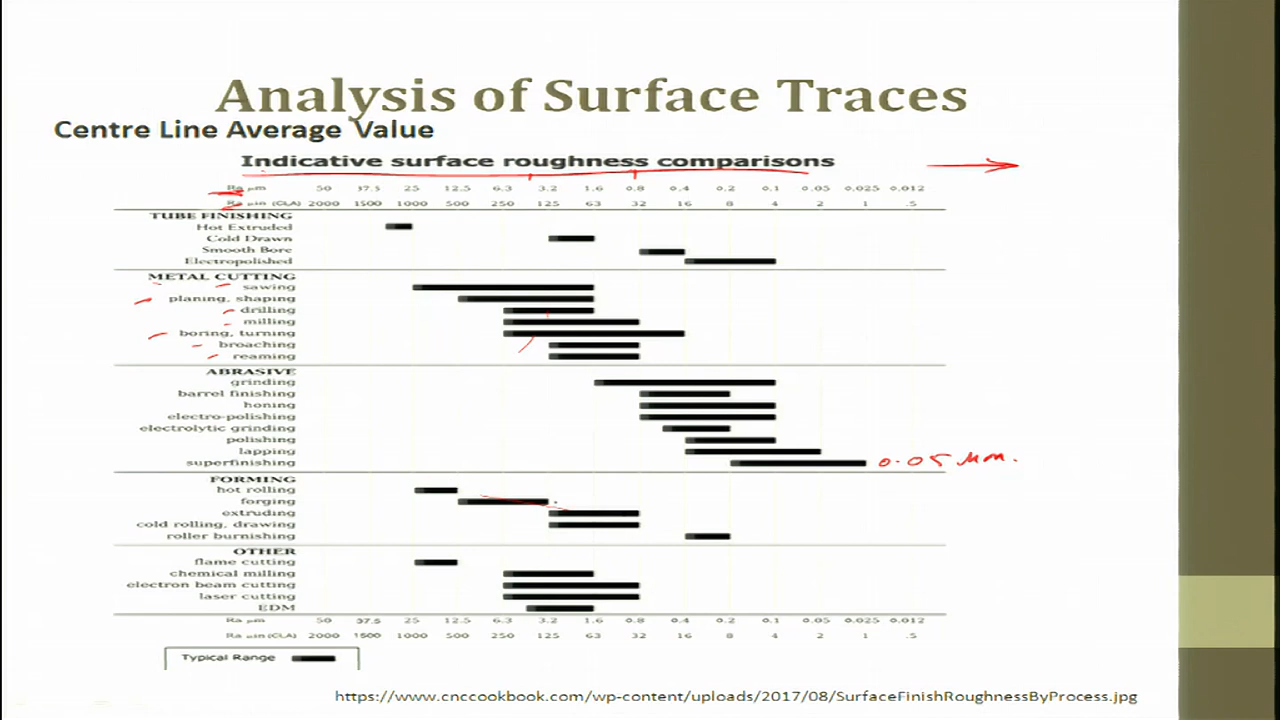 Analysis of Surface Traces
Centre Line Average Value
Indicative surface roughness comparisons
Ra µm 50 37.5 25 12.5 6.3 3.2 1.6 0.8 0.4 0.2 0.1 0.05 0.025 0.012
Ra µin (CLA) 2000 1500 1000 500 250 125 63 32 16 8 4 2 1 .5
TUBE FINISHING
Hot Extruded
Cold Drawn
Smooth Bore
Electropolished
METAL CUTTING
sawing
planing, shaping
drilling
milling
boring, turning
broaching
reaming
ABRASIVE
grinding
barrel finishing
honing
electro-polishing
electrolytic grinding
polishing
lapping
superfinishing 0.05 µm.
FORMING
hot rolling
forging
extruding
cold rolling, drawing
roller burnishing
OTHER
flame cutting
chemical milling
electron beam cutting
laser cutting
EDM
Ra µm 50 37.5 25 12.5 6.3 3.2 1.6 0.8 0.4 0.2 0.1 0.05 0.025 0.012
Ra µin (CLA) 2000 1500 1000 500 250 125 63 32 16 8 4 2 1 .5
Typical Range
https://www.cnccookbook.com/wp-content/uploads/2017/08/SurfaceFinishRoughnessByProcess.jpg